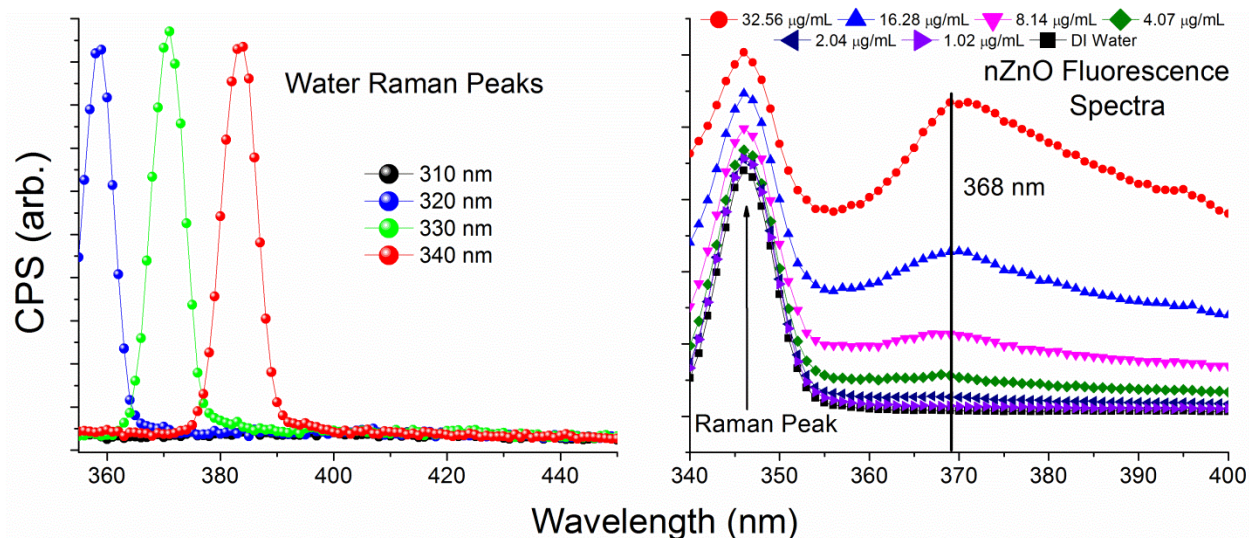 CPS (arb.)
Water Raman Peaks
310 nm
320 nm
330 nm
340 nm
360 380 400 420 440
32.56 µg/mL 16.28 µg/mL 8.14 µg/mL 4.07 µg/mL
2.04 µg/mL 1.02 µg/mL DI Water
nZnO Fluorescence
Spectra
368 nm
Raman Peak
340 350 360 370 380 390 400
Wavelength (nm)